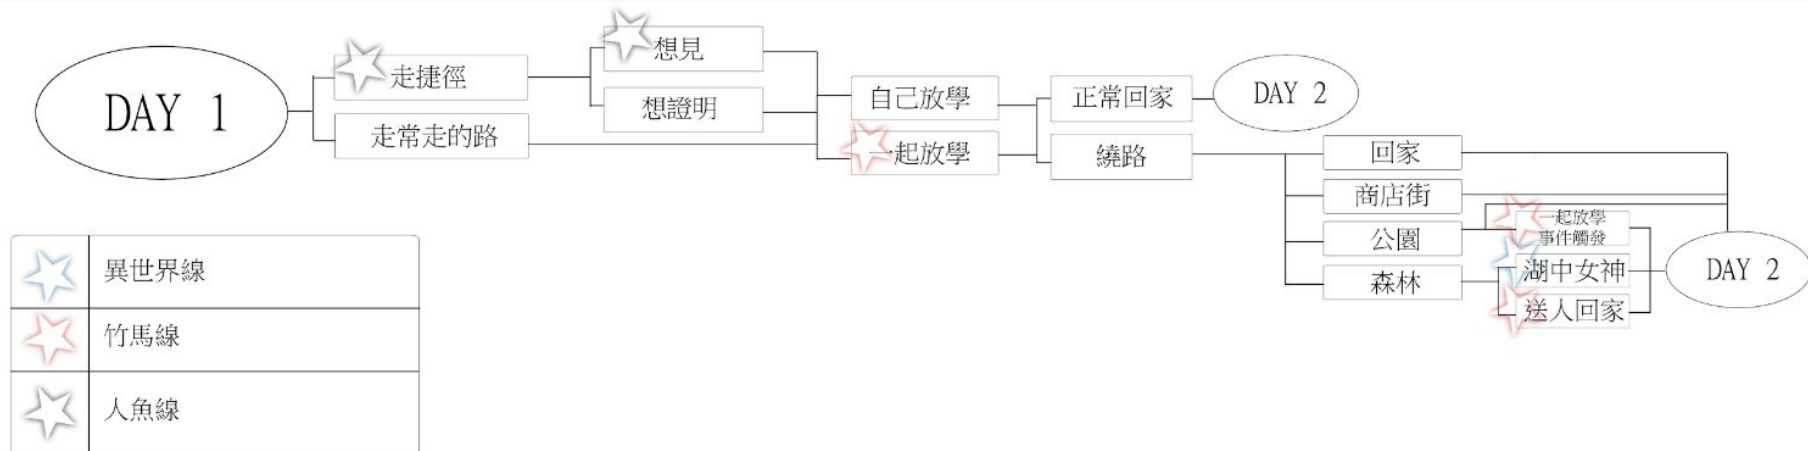 DAY 1
走捷徑
走常走的路
想見
想證明
自己放學
一起放學
正常回家
繞路
DAY 2
回家
商店街
公園
森林
一起放學
事件觸發
湖中女神
送人回家
DAY 2
異世界線
竹馬線
人魚線